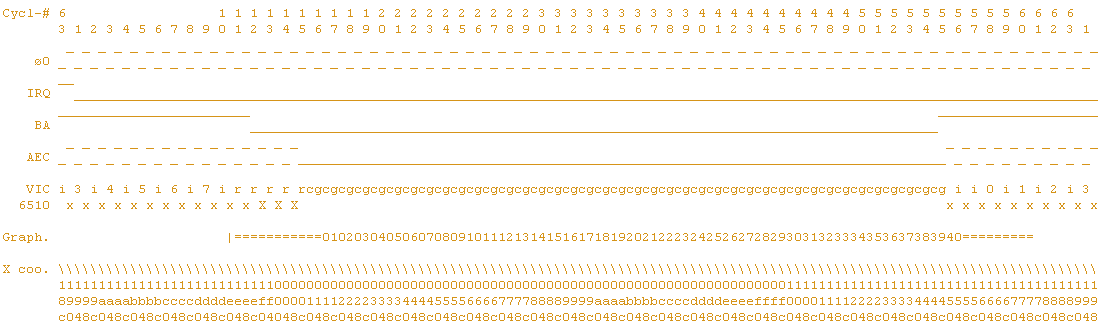 Cycl-# 6                   1 1 1 1 1 1 1 1 1 1 2 2 2 2 2 2 2 2 2 2 3 3 3 3 3 3 3 3 3 3 4 4 4 4 4 4 4 4 4 4 5 5 5 5 5 5 5 5 5 5 6 6 6 6
3 1 2 3 4 5 6 7 8 9 0 1 2 3 4 5 6 7 8 9 0 1 2 3 4 5 6 7 8 9 0 1 2 3 4 5 6 7 8 9 0 1 2 3 4 5 6 7 8 9 0 1 2 3 4 5 6 7 8 9 0 1 2 3 1
ø0
IRQ
BA
AEC
VIC i 3 i 4 i 5 i 6 i 7 i r r r r rcgcgcgcgcgcgcgcgcgcgcgcgcgcgcgcgcgcgcgcgcgcgcgcgcgcgcgcgcgcgcgcgcgcgcgcgcgcgcgcg i i 0 i 1 i 2 i 3
6510 x x x x x x x x x x x x X X X x x x x x x x x x x
Graph. |===========01020304050607080910111213141516171819202122232425262728293031323334353637383940=========
X coo. \\\\\\\\\\\\\\\\\\\\\\\\\\\\\\\\\\\\\\\\\\\\\\\\\\\\\\\\\\\\\\\\\\\\\\\\\\\\\\\\\\\\\\\\\\\\\\\\\\\\\\\\\\\\\\\\\\\\\\\\\\\\\\\\\\
1111111111111111111111111110000000000000000000000000000000000000000000000000000000000000000111111111111111111111111111111111111111
89999aaaabbbbccccddddeeeeff0000111122223333444455556666777788889999aaaabbbbccccddddeeeeffff000011112222333344445555666677778888999
c048c048c048c048c048c048c04048c048c048c048c048c048c048c048c048c048c048c048c048c048c048c048c048c048c048c048c048c048c048c048c048c048